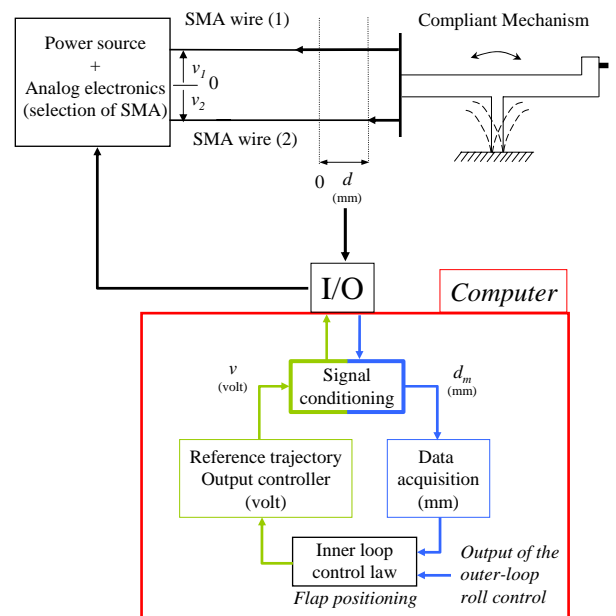 SMA wire (1)
Compliant Mechanism
Power source
+
Analog electronics
(selection of SMA)
v1
0
v2
SMA wire (2)
0 d
(mm)
I/O
Computer
v
(volt)
Signal
conditioning
dm
(mm)
Reference trajectory
Output controller
(volt)
Data
acquisition
(mm)
Inner loop
control law
Flap positioning
Output of the
outer-loop
roll control